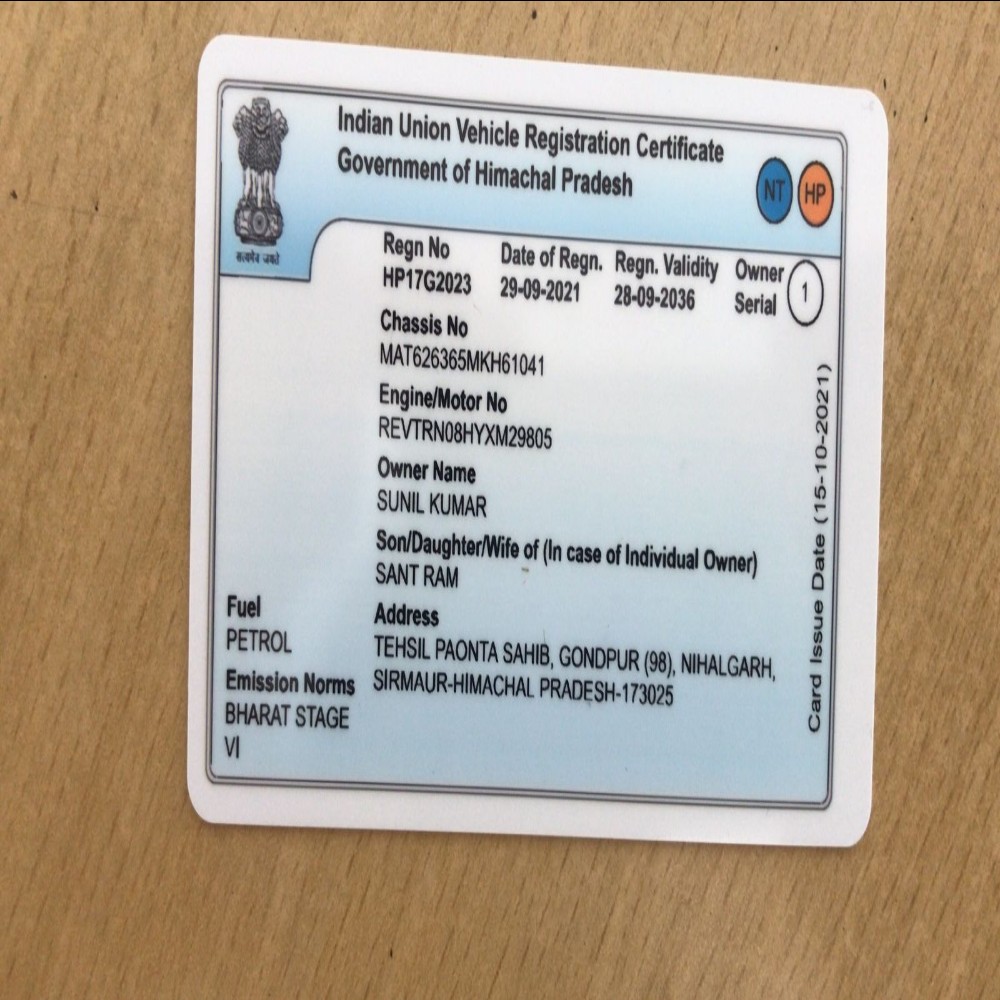 Indian Union Vehicle Registration Certificate
Government of Himachal Pradesh
NT HP
सत्यमेव जयते
Regn No Date of Regn. Regn. Validity Owner Serial 1
HP17G2023 29-09-2021 28-09-2036
Chassis No
MAT626365MKH61041
Engine/Motor No
REVTRN08HYXM29805
Owner Name
SUNIL KUMAR
Son/Daughter/Wife of (In case of Individual Owner)
SANT RAM
Fuel
PETROL
Emission Norms
BHARAT STAGE
VI
Address
TEHSIL PAONTA SAHIB, GONDPUR (98), NIHALGARH,
SIRMAUR-HIMACHAL PRADESH-173025
Card Issue Date (15-10-2021)